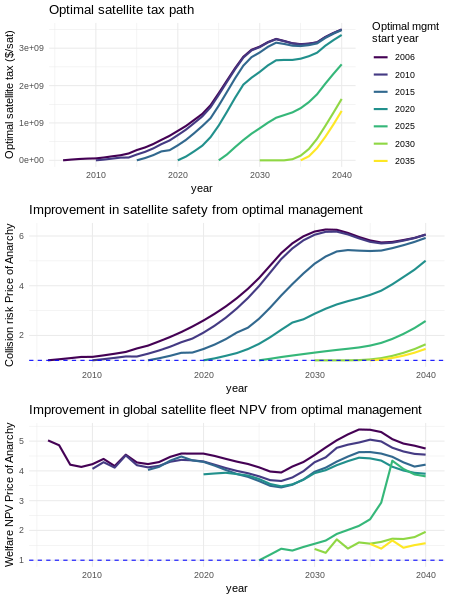 Optimal satellite tax path
Optimal satellite tax ($/sat)
3e+09
2e+09
1e+09
0e+00
2010
2020
2030
2040
year
Optimal mgmt
start year
2006
2010
2015
2020
2025
2030
2035
Improvement in satellite safety from optimal management
Collision risk Price of Anarchy
6
4
2
2010
2020
2030
2040
year
Improvement in global satellite fleet NPV from optimal management
Welfare NPV Price of Anarchy
5
4
3
2
1
2010
2020
2030
2040
year